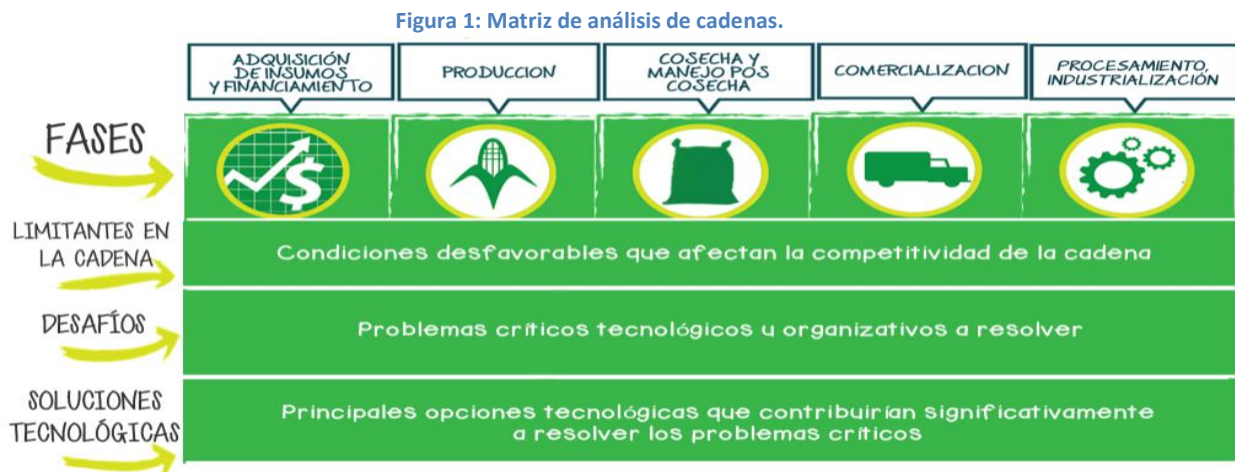 Figura 1: Matriz de análisis de cadenas.
ADQUISICIÓN
DE INSUMOS
Y FINANCIAMIENTO
PRODUCCION
COSECHA Y
MANEJO POS
COSECHA
COMERCIALIZACION
PROCESAMIENTO,
INDUSTRIALIZACIÓN
FASES
$
LIMITANTES EN
LA CADENA
Condiciones desfavorables que afectan la competitividad de la cadena
DESAFÍOS
Problemas críticos tecnológicos u organizativos a resolver
SOLUCIONES
TECNOLÓGICAS
Principales opciones tecnológicas que contribuirían significativamente
a resolver los problemas críticos